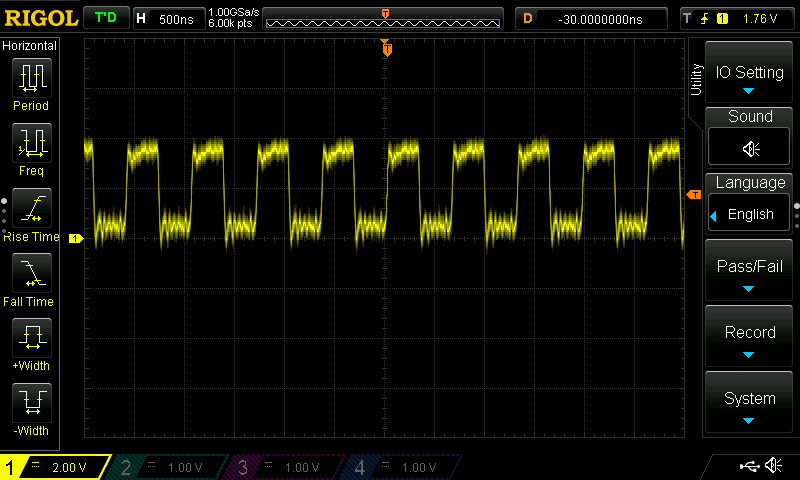 RIGOL T'D H 500ns 1.00GSa/s 6.00k pts T D -30.0000000ns T 1 1.76 V
Horizontal
Period
Freq
Rise Time
Fall Time
+Width
-Width
T
T
1
Utility
IO Setting
Sound
Language
English
Pass/Fail
Record
System
1 2.00 V 2 1.00 V 3 1.00 V 4 1.00 V